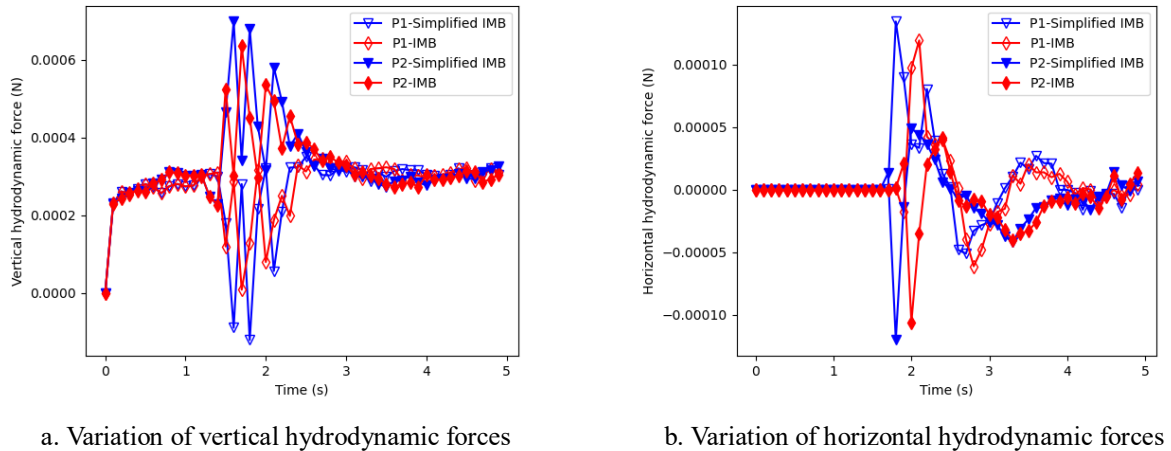 P1-Simplified IMB
P1-IMB
P2-Simplified IMB
P2-IMB
Vertical hydrodynamic force (N)
0.0006
0.0004
0.0002
0.0000
0 1 2 3 4 5
Time (s)
a. Variation of vertical hydrodynamic forces
P1-Simplified IMB
P1-IMB
P2-Simplified IMB
P2-IMB
Horizontal hydrodynamic force (N)
0.00010
0.00005
0.00000
−0.00005
−0.00010
0 1 2 3 4 5
Time (s)
b. Variation of horizontal hydrodynamic forces